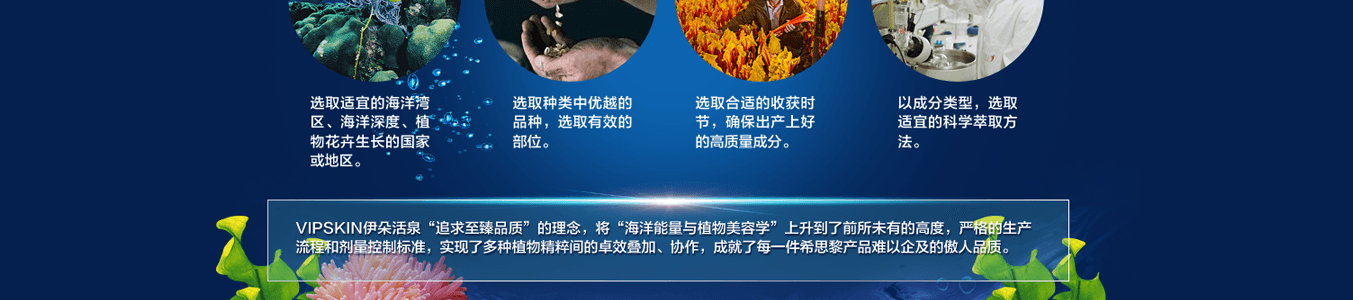 选取适宜的海洋湾
区、海洋深度、植
物花卉生长的国家
或地区。
选取种类中优越的
品种，选取有效的
部位。
选取合适的收获时
节，确保出产上好
的高质量成分。
以成分类型，选取
适宜的科学萃取方
法。
VIPSKIN伊朵活泉“追求至臻品质”的理念，将“海洋能量与植物美容学”上升到了前所未有的高度，严格的生产
流程和剂量控制标准，实现了多种植物精粹间的卓效叠加、协作，成就了每一件希思黎产品难以企及的傲人品质。